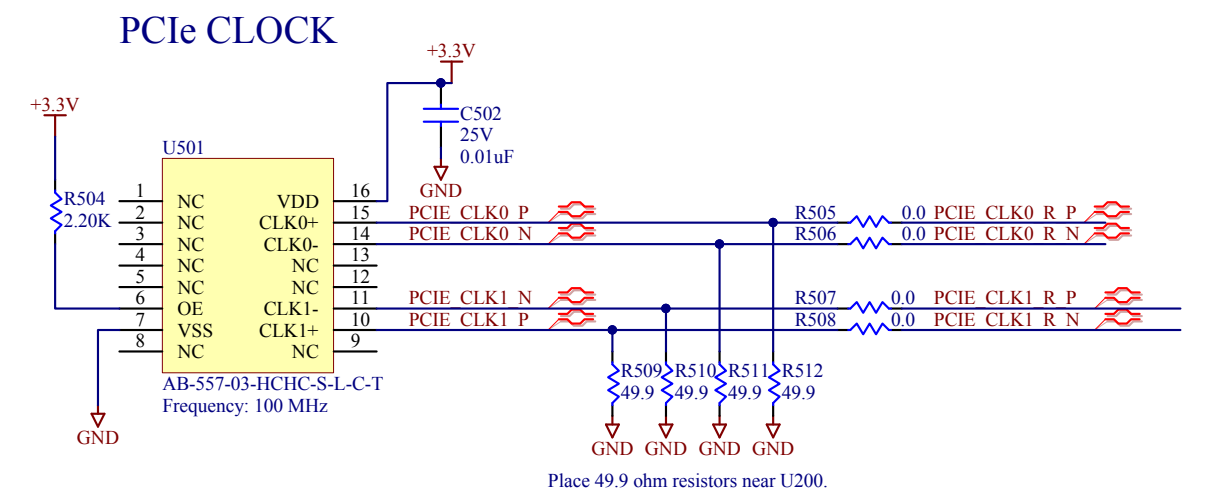 PCIe CLOCK
+3.3V
+3.3V
C502
25V
0.01uF
GND
U501
R504
2.20K
1 NC VDD 16 PCIE_CLK0_P R505 0.0 PCIE_CLK0_R_P
2 NC CLK0+ 15 PCIE_CLK0_N R506 0.0 PCIE_CLK0_R_N
3 NC CLK0- 14
4 NC NC 13
5 NC NC 12
6 OE CLK1- 11 PCIE_CLK1_N R507 0.0 PCIE_CLK1_R_P
7 VSS CLK1+ 10 PCIE_CLK1_P R508 0.0 PCIE_CLK1_R_N
8 NC NC 9
AB-557-03-HCHC-S-L-C-T
Frequency: 100 MHz
GND
R509 R510 R511 R512
49.9 49.9 49.9 49.9
GND GND GND GND
Place 49.9 ohm resistors near U200.